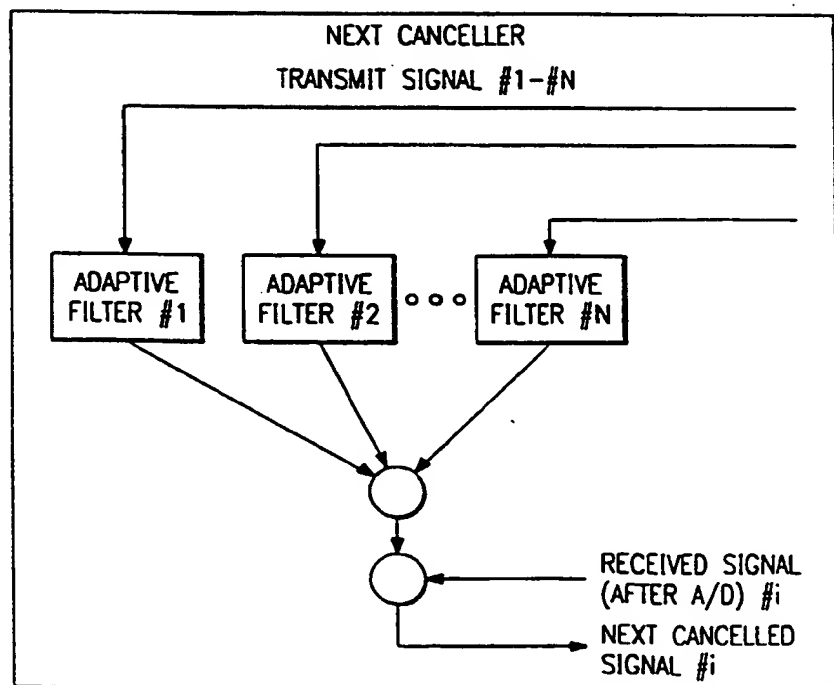 NEXT CANCELLER
TRANSMIT SIGNAL #1-#N
ADAPTIVE
FILTER #1
ADAPTIVE
FILTER #2
ADAPTIVE
FILTER #N
RECEIVED SIGNAL
(AFTER A/D) #i
NEXT CANCELLED
SIGNAL #i